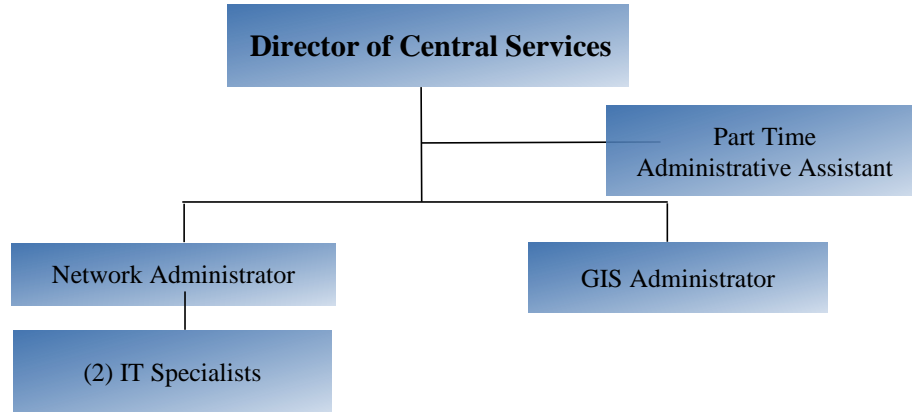 Director of Central Services
Part Time
Administrative Assistant
Network Administrator
GIS Administrator
(2) IT Specialists